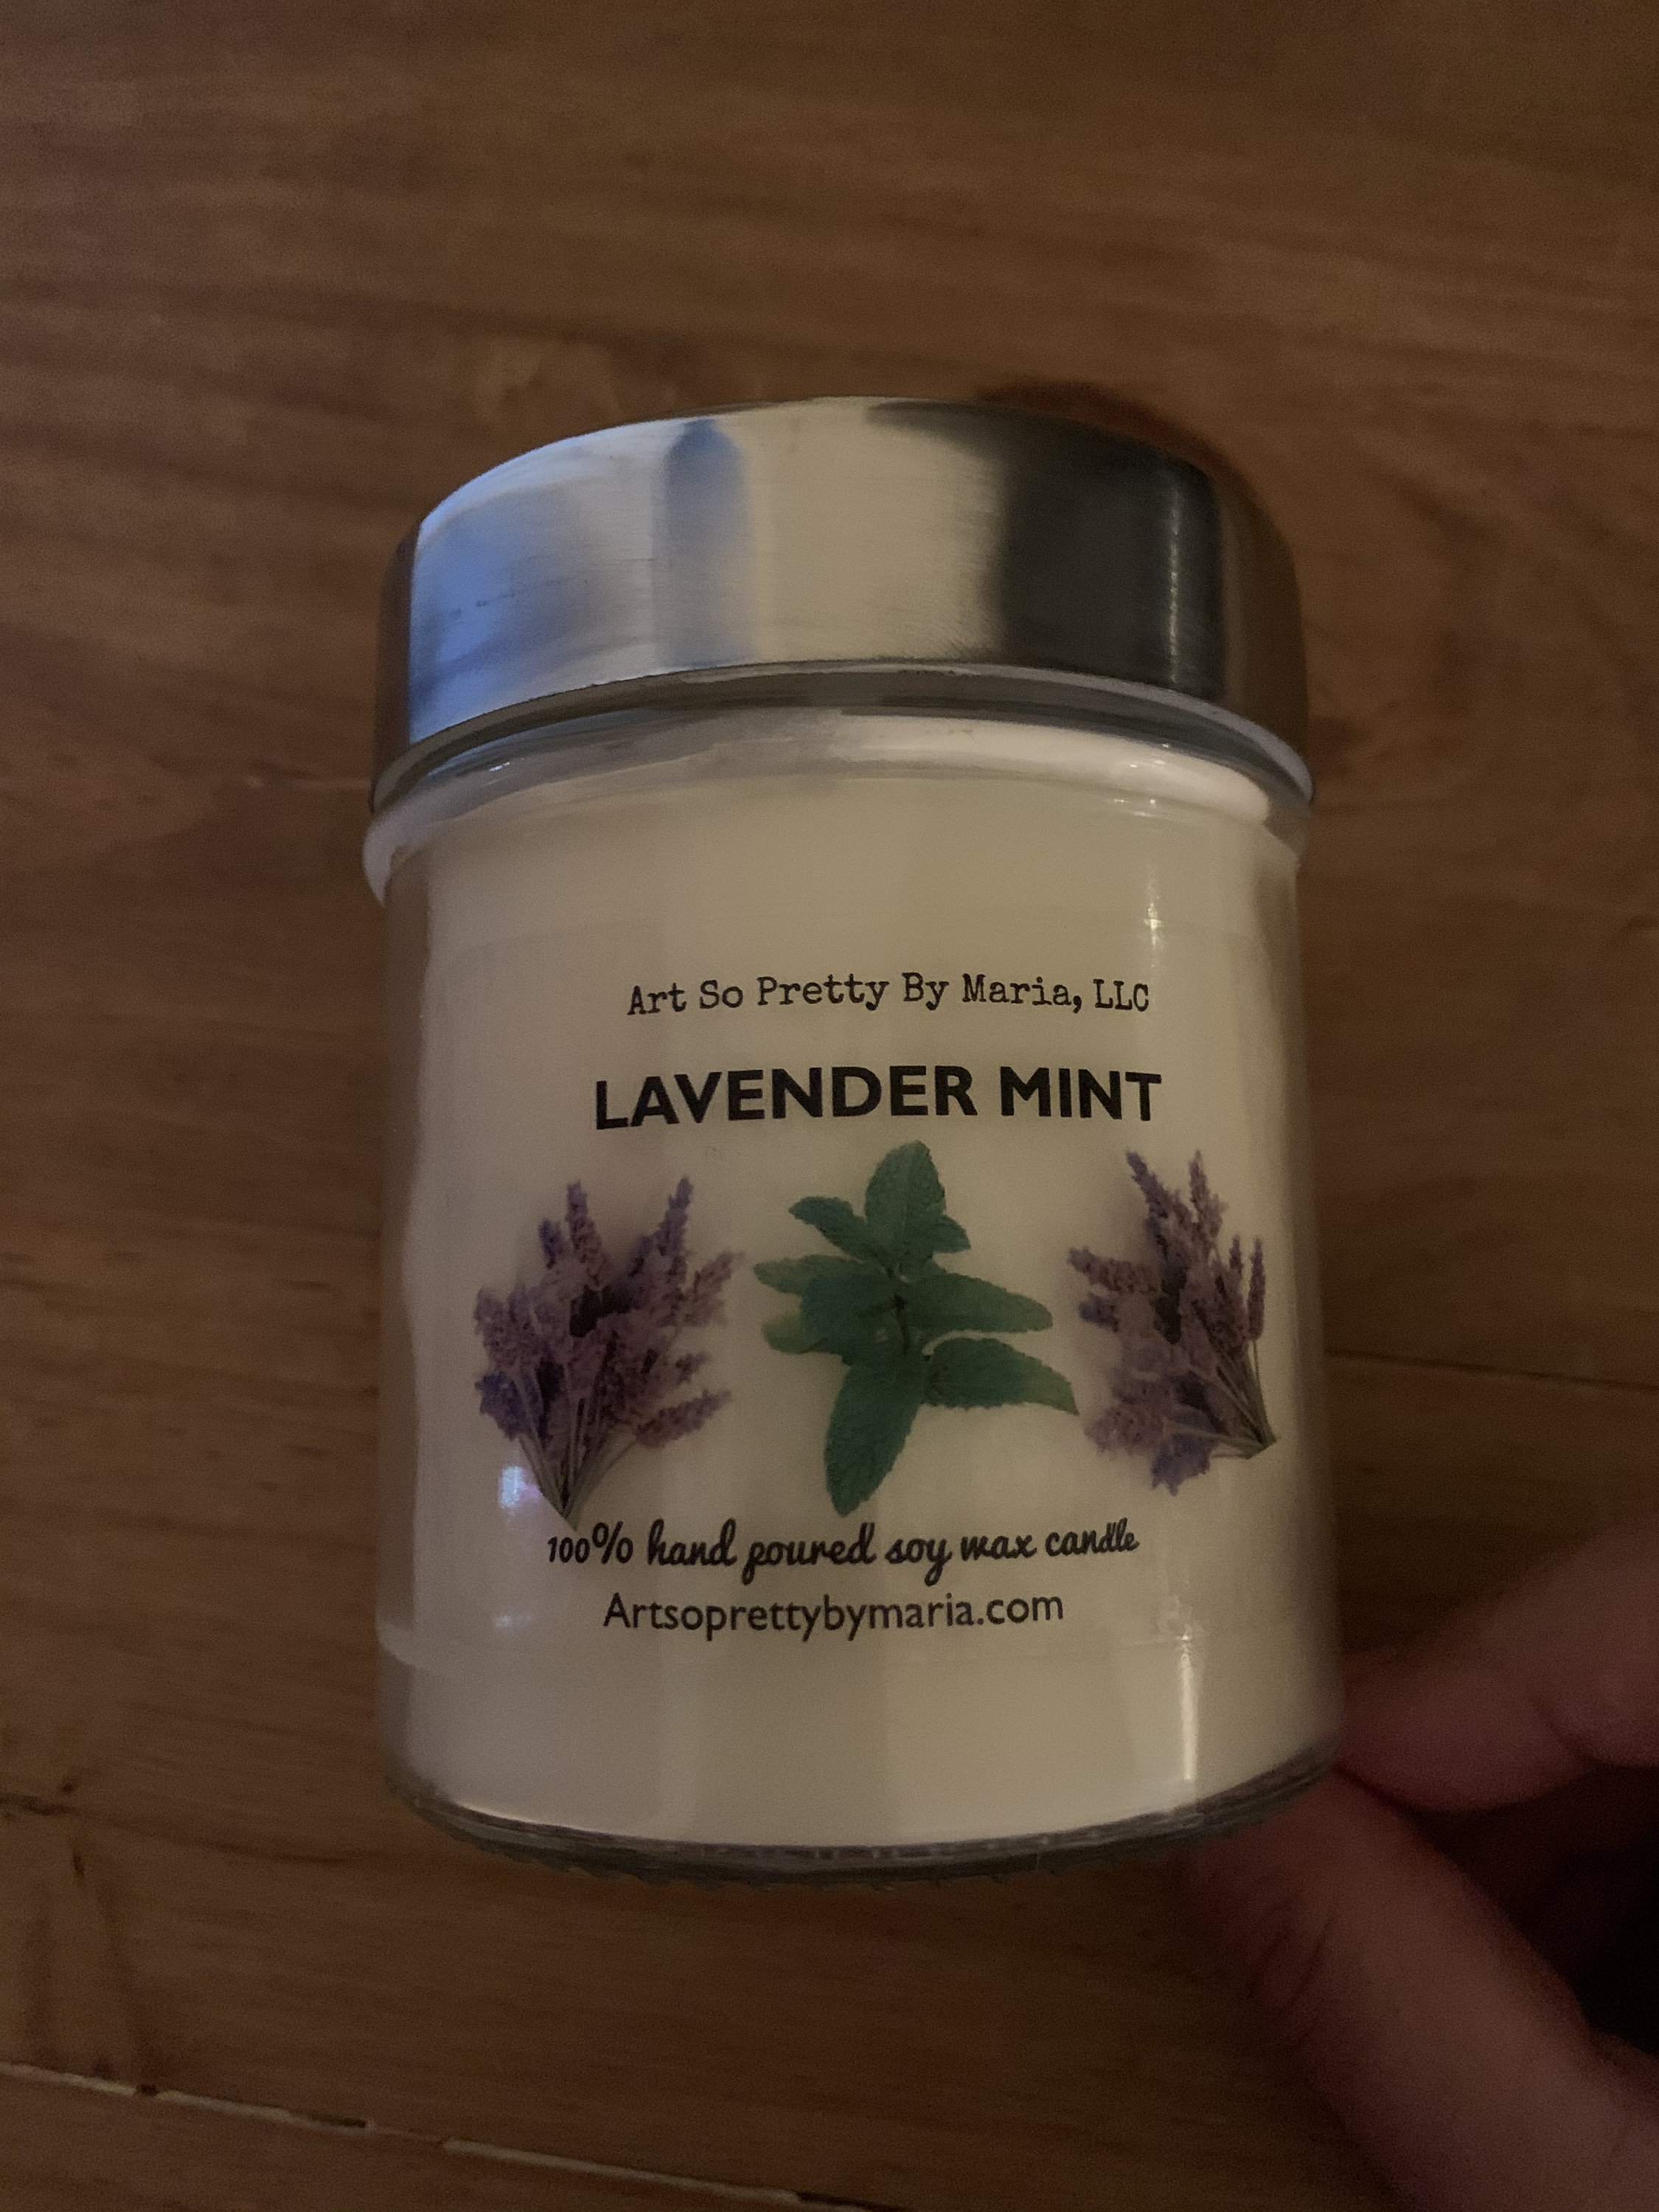 Art So Pretty By Maria, LLC
LAVENDER MINT
100% hand poured soy wax candle
Artsoprettybymaria.com